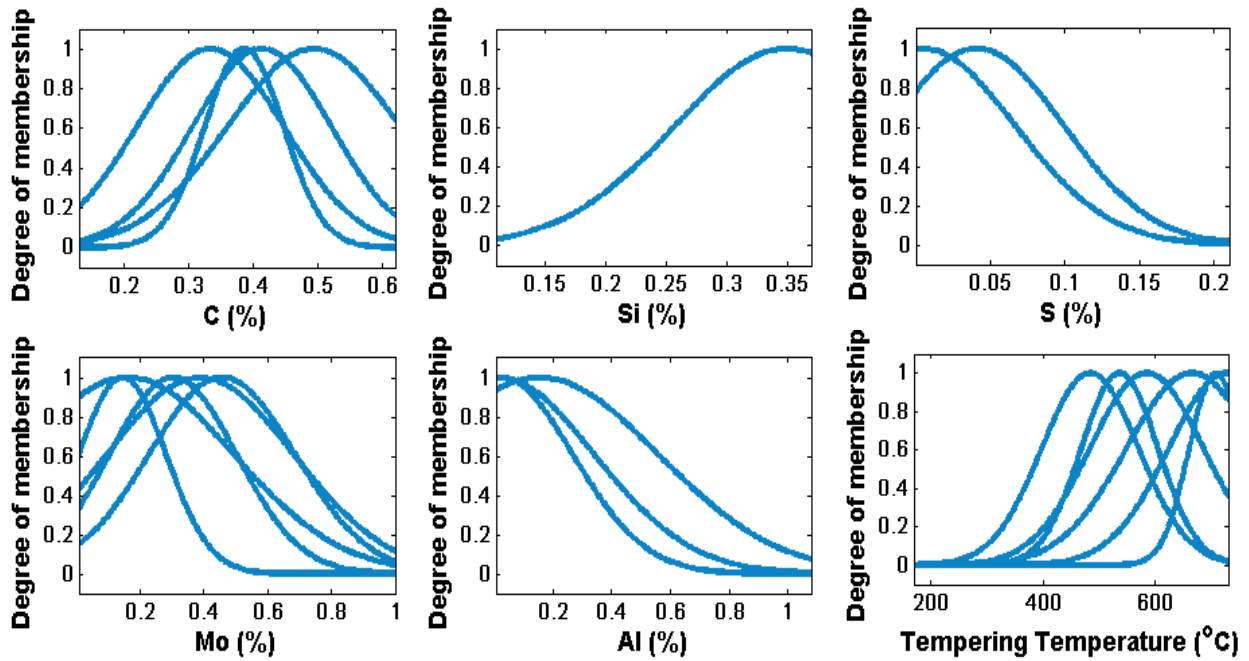 Degree of membership
1
0.8
0.6
0.4
0.2
0
0.2 0.3 0.4 0.5 0.6
C (%)
Degree of membership
1
0.8
0.6
0.4
0.2
0
0.15 0.2 0.25 0.3 0.35
Si (%)
Degree of membership
1
0.8
0.6
0.4
0.2
0
0.05 0.1 0.15 0.2
S (%)
Degree of membership
1
0.8
0.6
0.4
0.2
0
0.2 0.4 0.6 0.8 1
Mo (%)
Degree of membership
1
0.8
0.6
0.4
0.2
0
0.2 0.4 0.6 0.8 1
Al (%)
Degree of membership
1
0.8
0.6
0.4
0.2
0
200 400 600
Tempering Temperature (°C)